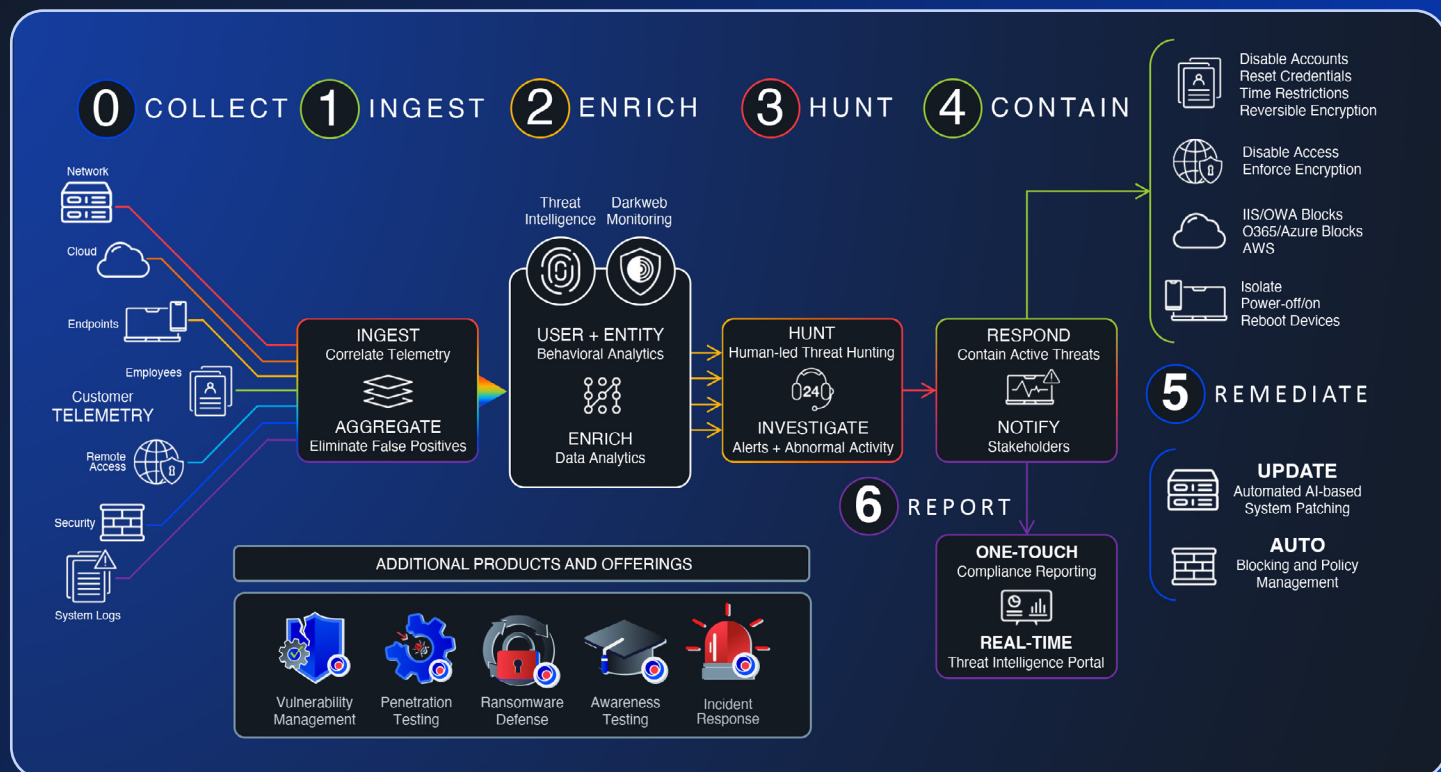 0 COLLECT
1 INGEST
2 ENRICH
3 HUNT
4 CONTAIN
Network
Cloud
Endpoints
Employees
Customer
TELEMETRY
Remote
Access
Security
System Logs
INGEST
Correlate Telemetry
AGGREGATE
Eliminate False Positives
Threat
Intelligence
Darkweb
Monitoring
USER + ENTITY
Behavioral Analytics
ENRICH
Data Analytics
HUNT
Human-led Threat Hunting
24
INVESTIGATE
Alerts + Abnormal Activity
RESPOND
Contain Active Threats
NOTIFY
Stakeholders
Disable Accounts
Reset Credentials
Time Restrictions
Reversible Encryption
Disable Access
Enforce Encryption
IIS/OWA Blocks
O365/Azure Blocks
AWS
Isolate
Power-off/on
Reboot Devices
5 REMEDIATE
UPDATE
Automated AI-based
System Patching
AUTO
Blocking and Policy
Management
6 REPORT
ONE-TOUCH
Compliance Reporting
REAL-TIME
Threat Intelligence Portal
ADDITIONAL PRODUCTS AND OFFERINGS
Vulnerability
Management
Penetration
Testing
Ransomware
Defense
Awareness
Testing
Incident
Response